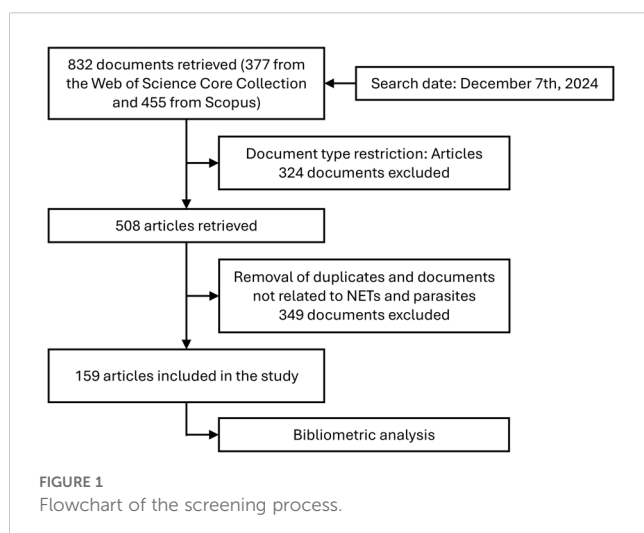 832 documents retrieved (377 from
the Web of Science Core Collection
and 455 from Scopus)
Search date: December 7th, 2024
Document type restriction: Articles
324 documents excluded
508 articles retrieved
Removal of duplicates and documents
not related to NETs and parasites
349 documents excluded
159 articles included in the study
Bibliometric analysis
FIGURE 1
Flowchart of the screening process.